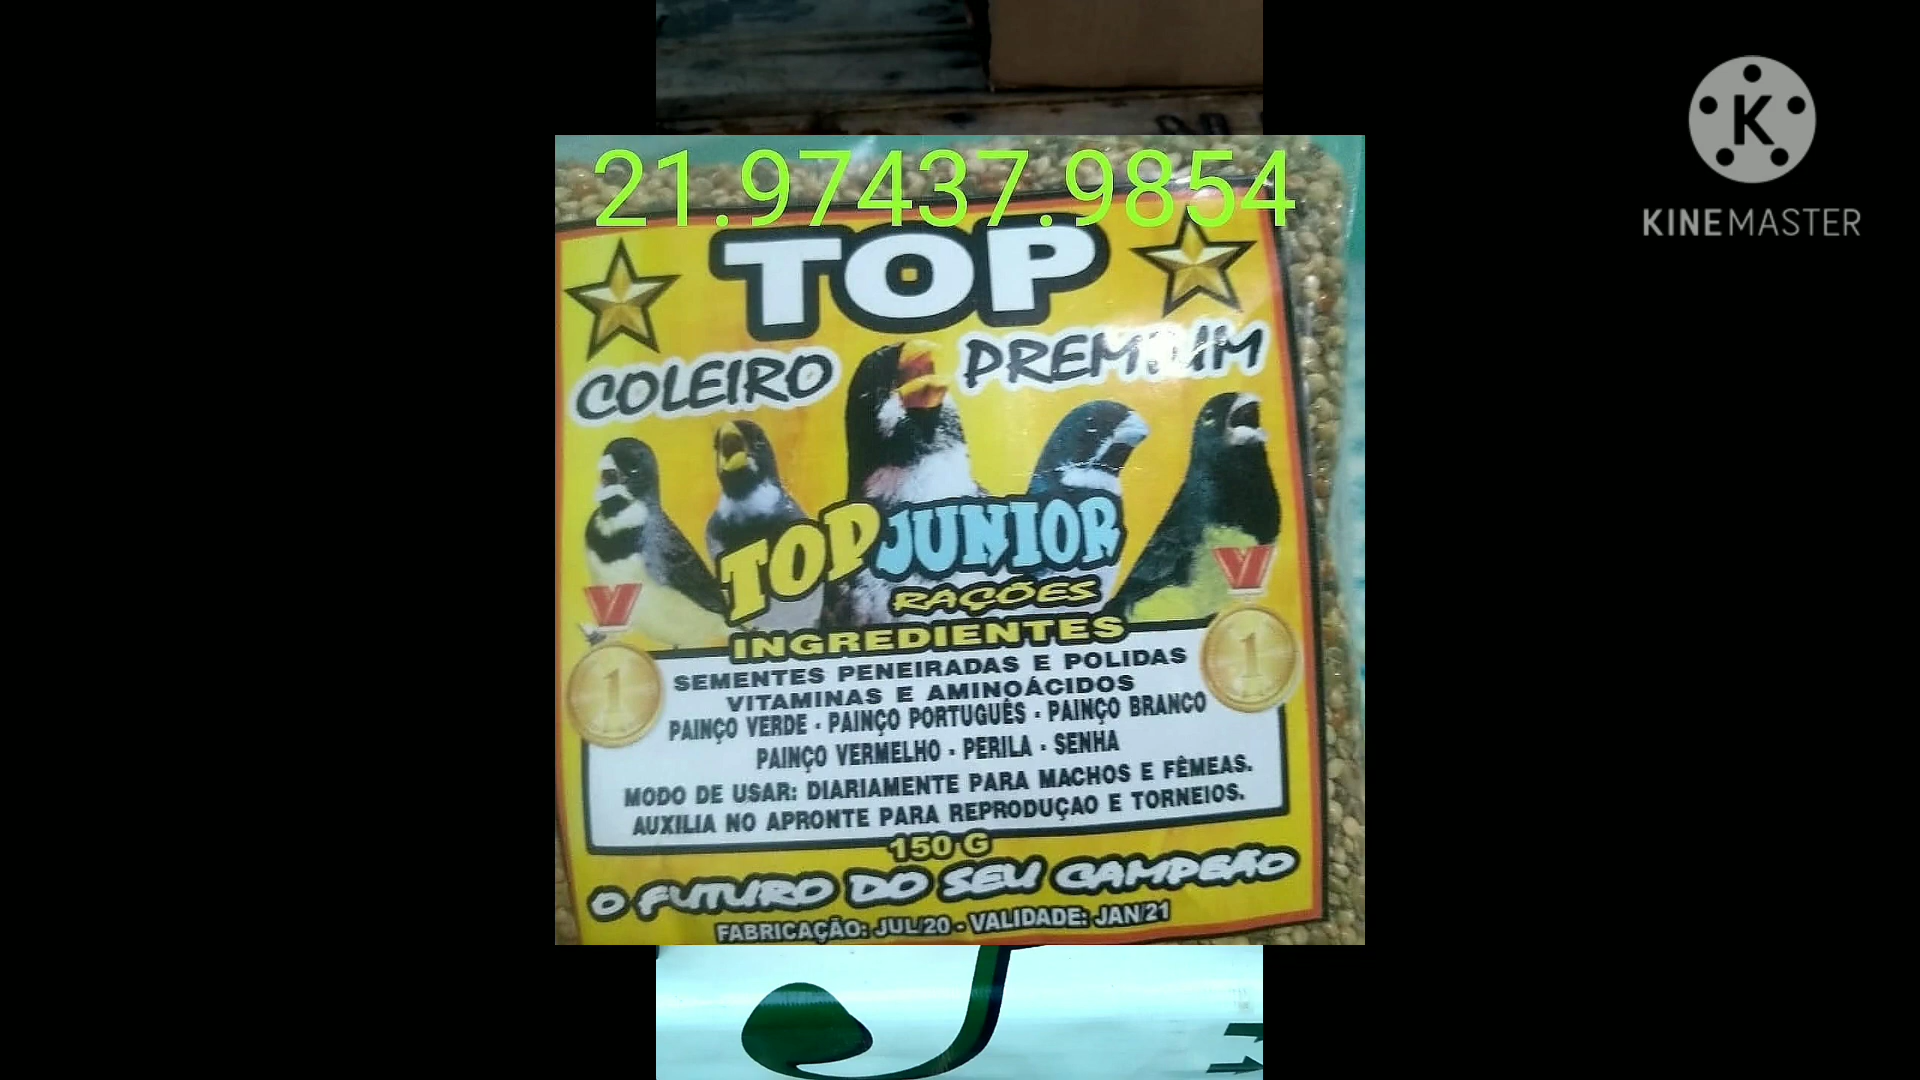 21.97437.9854
KINEMASTER
TOP
COLEIRO PREMIUM
TOP JUNIOR
RAÇÕES
INGREDIENTES
SEMENTES PENEIRADAS E POLIDAS
VITAMINAS E AMINOÁCIDOS
PAINÇO VERDE - PAINÇO PORTUGUÊS - PAINÇO BRANCO
PAINÇO VERMELHO - PERILA - SENHA
MODO DE USAR: DIARIAMENTE PARA MACHOS E FÊMEAS.
AUXILIA NO APRONTE PARA REPRODUÇAO E TORNEIOS.
1
1
150 G
O FUTURO DO SEU CAMPEÃO
FABRICAÇÃO: JUL/20 - VALIDADE: JAN/21